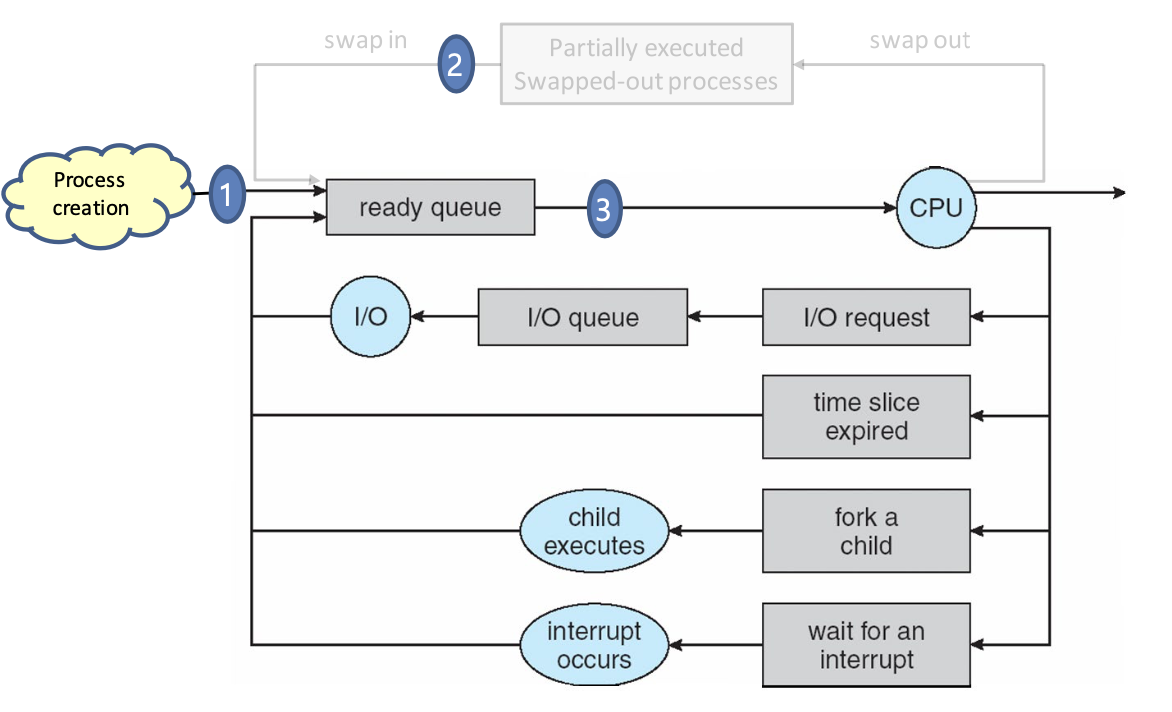 swap in
2
Partially executed
Swapped-out processes
swap out
Process
creation
1
ready queue
3
CPU
I/O
I/O queue
I/O request
time slice
expired
child
executes
fork a
child
interrupt
occurs
wait for an
interrupt